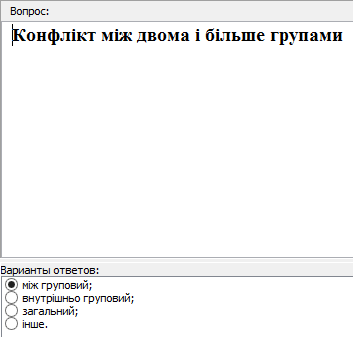 Вопрос:
Конфлікт між двома і більше групами
Варианты ответов:
між груповий;
внутрішньо груповий;
загальний;
інше.